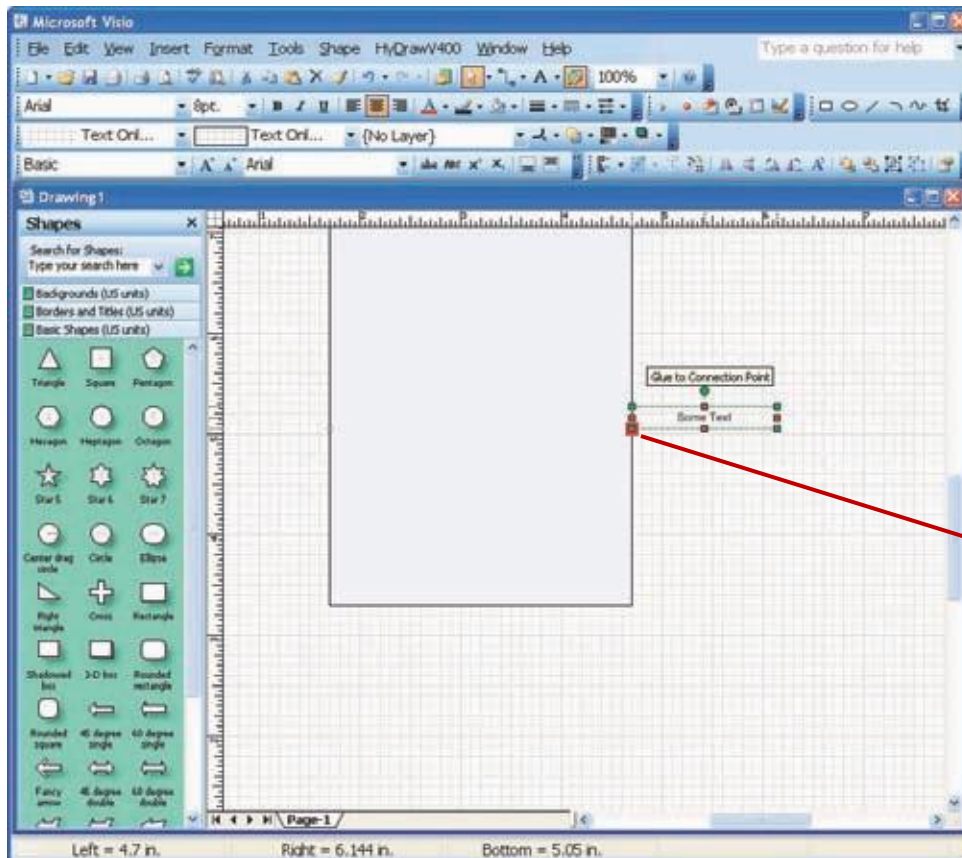 Microsoft Visio
File Edit View Insert Format Tools Shape HyDrawV400 Window Help
Type a question for help
100%
Arial 8pt. B I U
Text Onl... Text Onl... {No Layer}
Basic Arial
Drawing1
Shapes
Search for Shapes:
Type your search here
Backgrounds (US units)
Borders and Titles (US units)
Basic Shapes (US units)
Triangle Square Pentagon
Hexagon Heptagon Octagon
Star 5 Star 6 Star 7
Center drag circle Circle Ellipse
Right triangle Cross Rectangle
Shadowed box 3-D box Rounded rectangle
Rounded square 45 degree single 60 degree single
Fancy arrow 45 degree double 60 degree double
Glue to Connection Point
Some Text
Page-1
Left = 4.7 in. Right = 6.144 in. Bottom = 5.05 in.